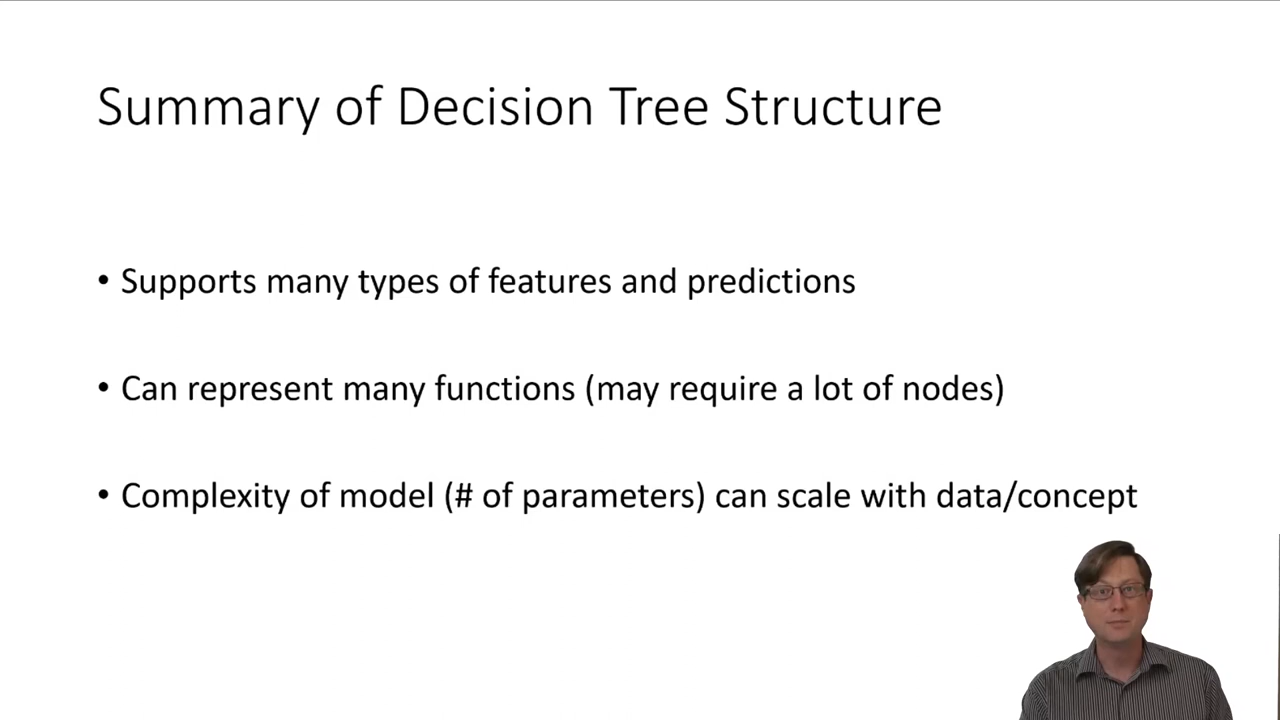 Summary of Decision Tree Structure
• Supports many types of features and predictions
• Can represent many functions (may require a lot of nodes)
• Complexity of model (# of parameters) can scale with data/concept